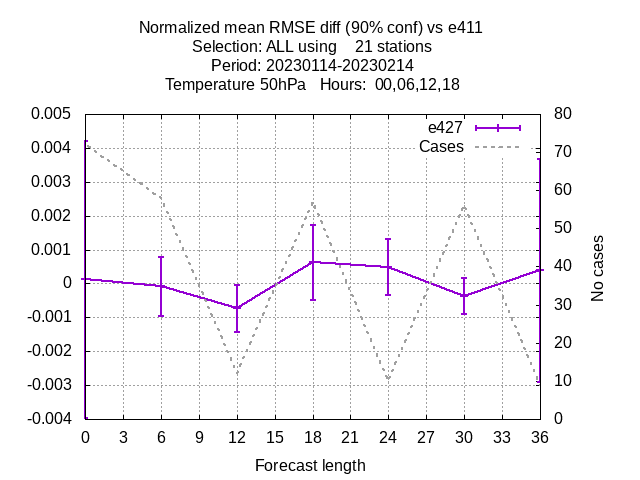 Normalized mean RMSE diff (90% conf) vs e411
Selection: ALL using    21 stations
Period: 20230114-20230214
Temperature 50hPa   Hours:  00,06,12,18
0.005
0.004
0.003
0.002
0.001
0
-0.001
-0.002
-0.003
-0.004
e427
Cases
80
70
60
50
40
30
20
10
0
No cases
0 3 6 9 12 15 18 21 24 27 30 33 36
Forecast length